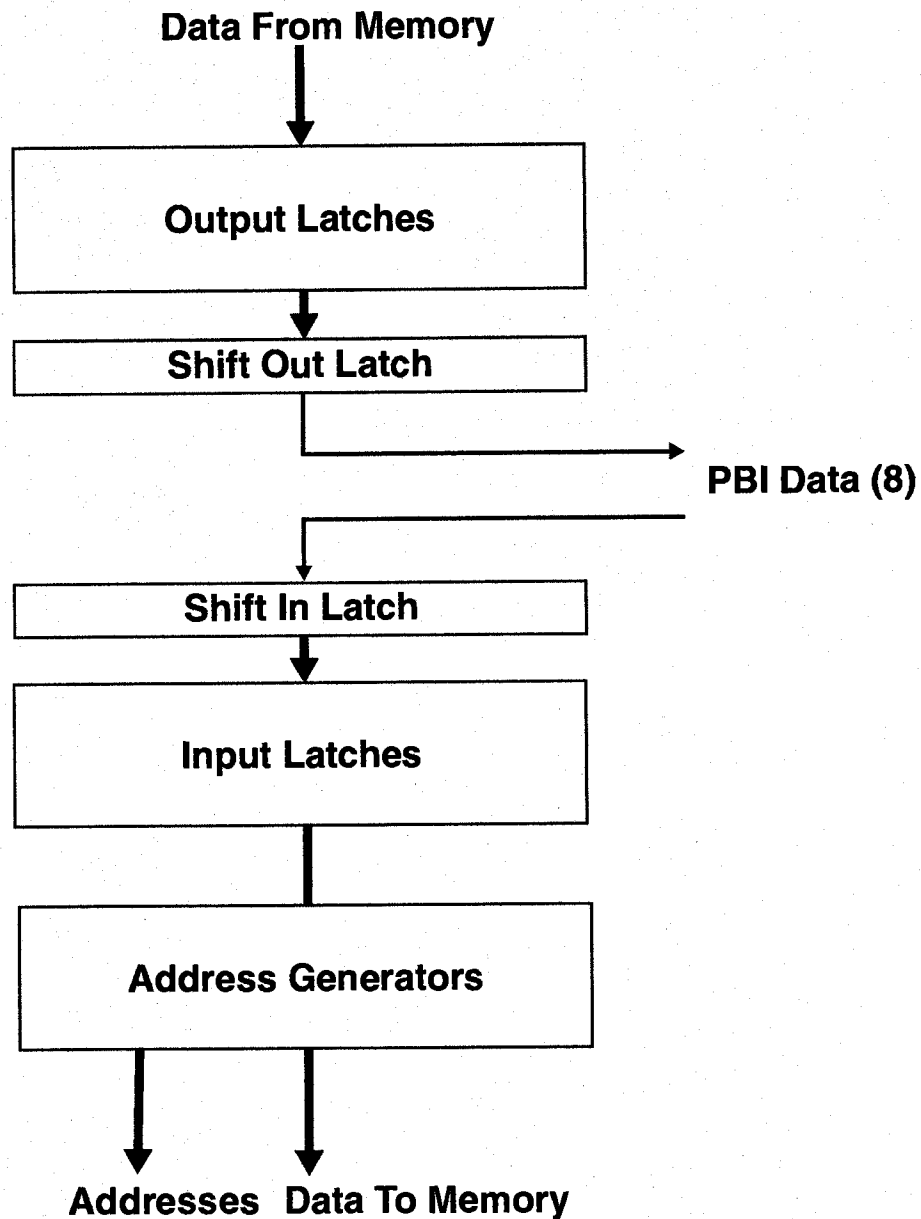 Data From Memory
Output Latches
Shift Out Latch
PBI Data (8)
Shift In Latch
Input Latches
Address Generators
Addresses Data To Memory